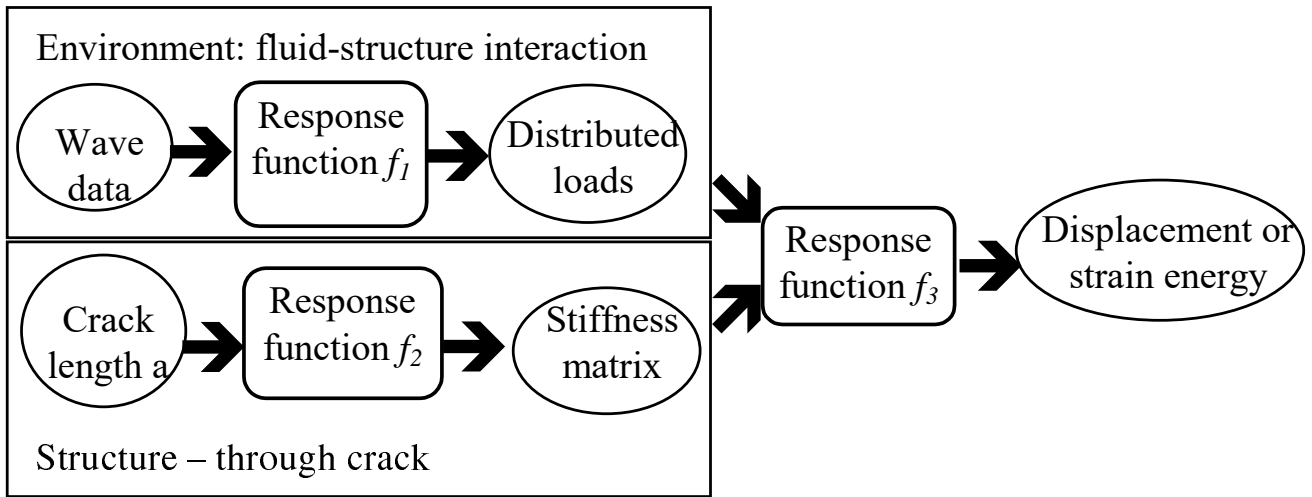 Environment: fluid-structure interaction
Wave
data
Response
function f1
Distributed
loads
Response
function f3
Displacement or
strain energy
Crack
length a
Response
function f2
Stiffness
matrix
Structure – through crack